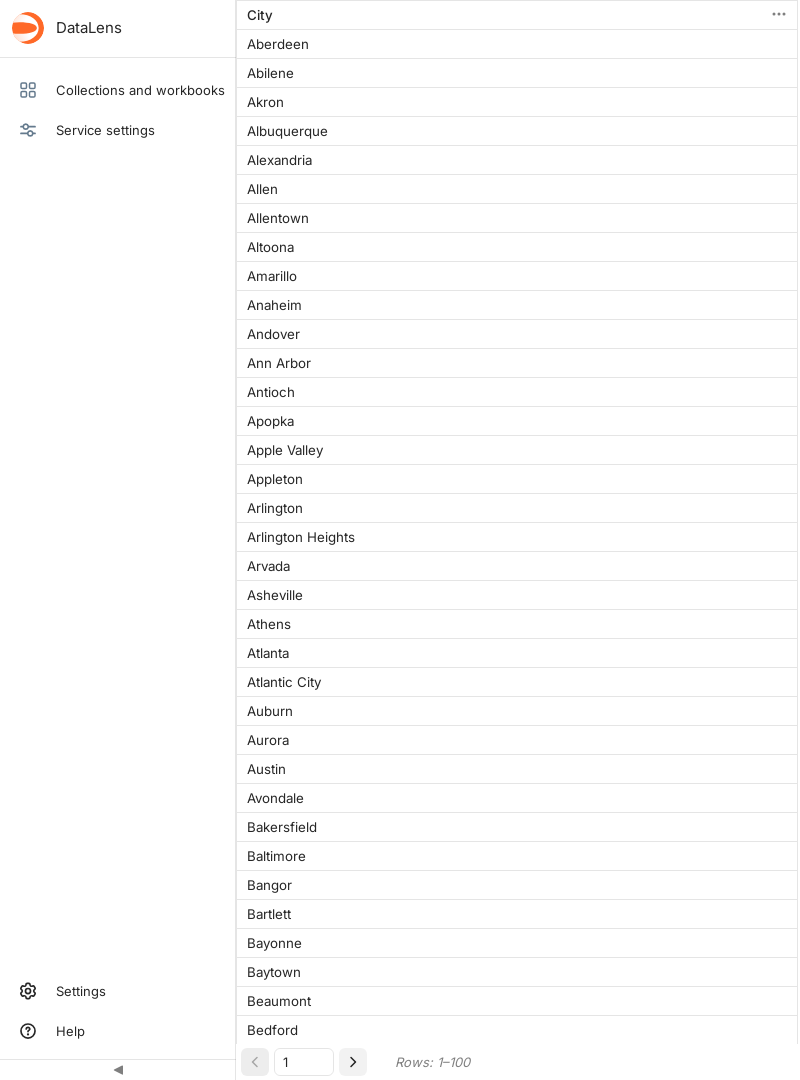 DataLens
Collections and workbooks
Service settings
City
Aberdeen
Abilene
Akron
Albuquerque
Alexandria
Allen
Allentown
Altoona
Amarillo
Anaheim
Andover
Ann Arbor
Antioch
Apopka
Apple Valley
Appleton
Arlington
Arlington Heights
Arvada
Asheville
Athens
Atlanta
Atlantic City
Auburn
Aurora
Austin
Avondale
Bakersfield
Baltimore
Bangor
Bartlett
Bayonne
Baytown
Beaumont
Bedford
Settings
Help
1
Rows: 1–100